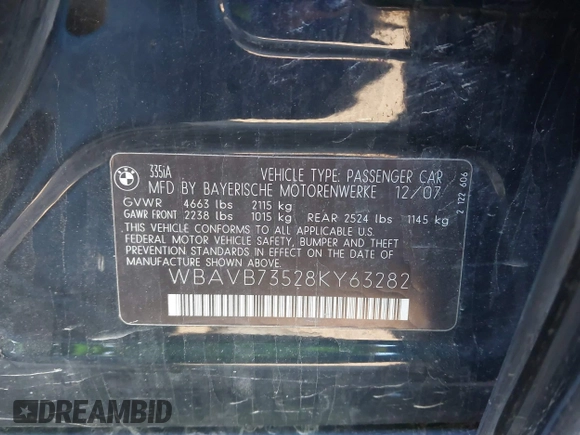 BMW
335iA
VEHICLE TYPE: PASSENGER CAR
MFD BY BAYERISCHE MOTORENWERKE 12/07
GVWR 4663 lbs 2115 kg
GAWR FRONT 2238 lbs 1015 kg REAR 2524 lbs 1145 kg
THIS VEHICLE CONFORMS TO ALL APPLICABLE U.S.
FEDERAL MOTOR VEHICLE SAFETY, BUMPER AND THEFT
PREVENTION STANDARDS IN EFFECT ON THE DATE OF
MANUFACTURE SHOWN ABOVE.
WBAVB73528KY63282
2 122 606
DREAMBID